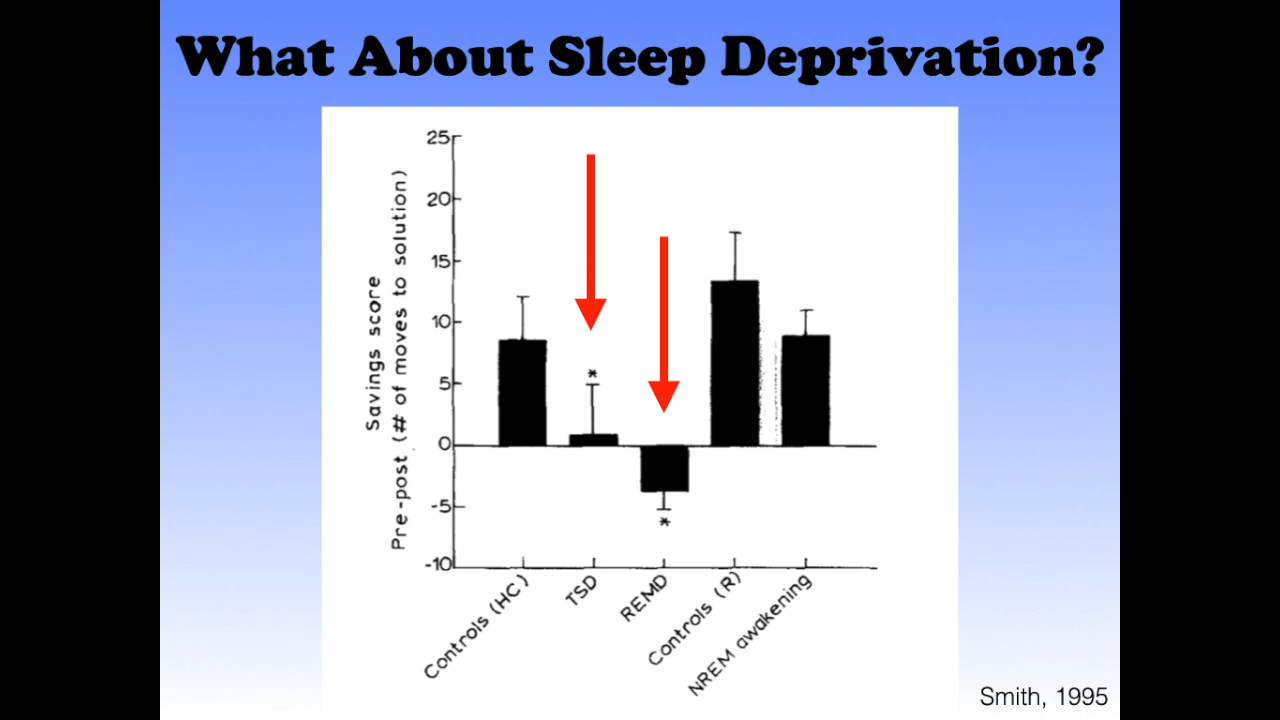 What About Sleep Deprivation?
Savings score
Pre-post (# of moves to solution)
25
20
15
10
5
0
-5
-10
*
*
Controls (HC)
TSD
REMD
Controls (R)
NREM awakening
Smith, 1995